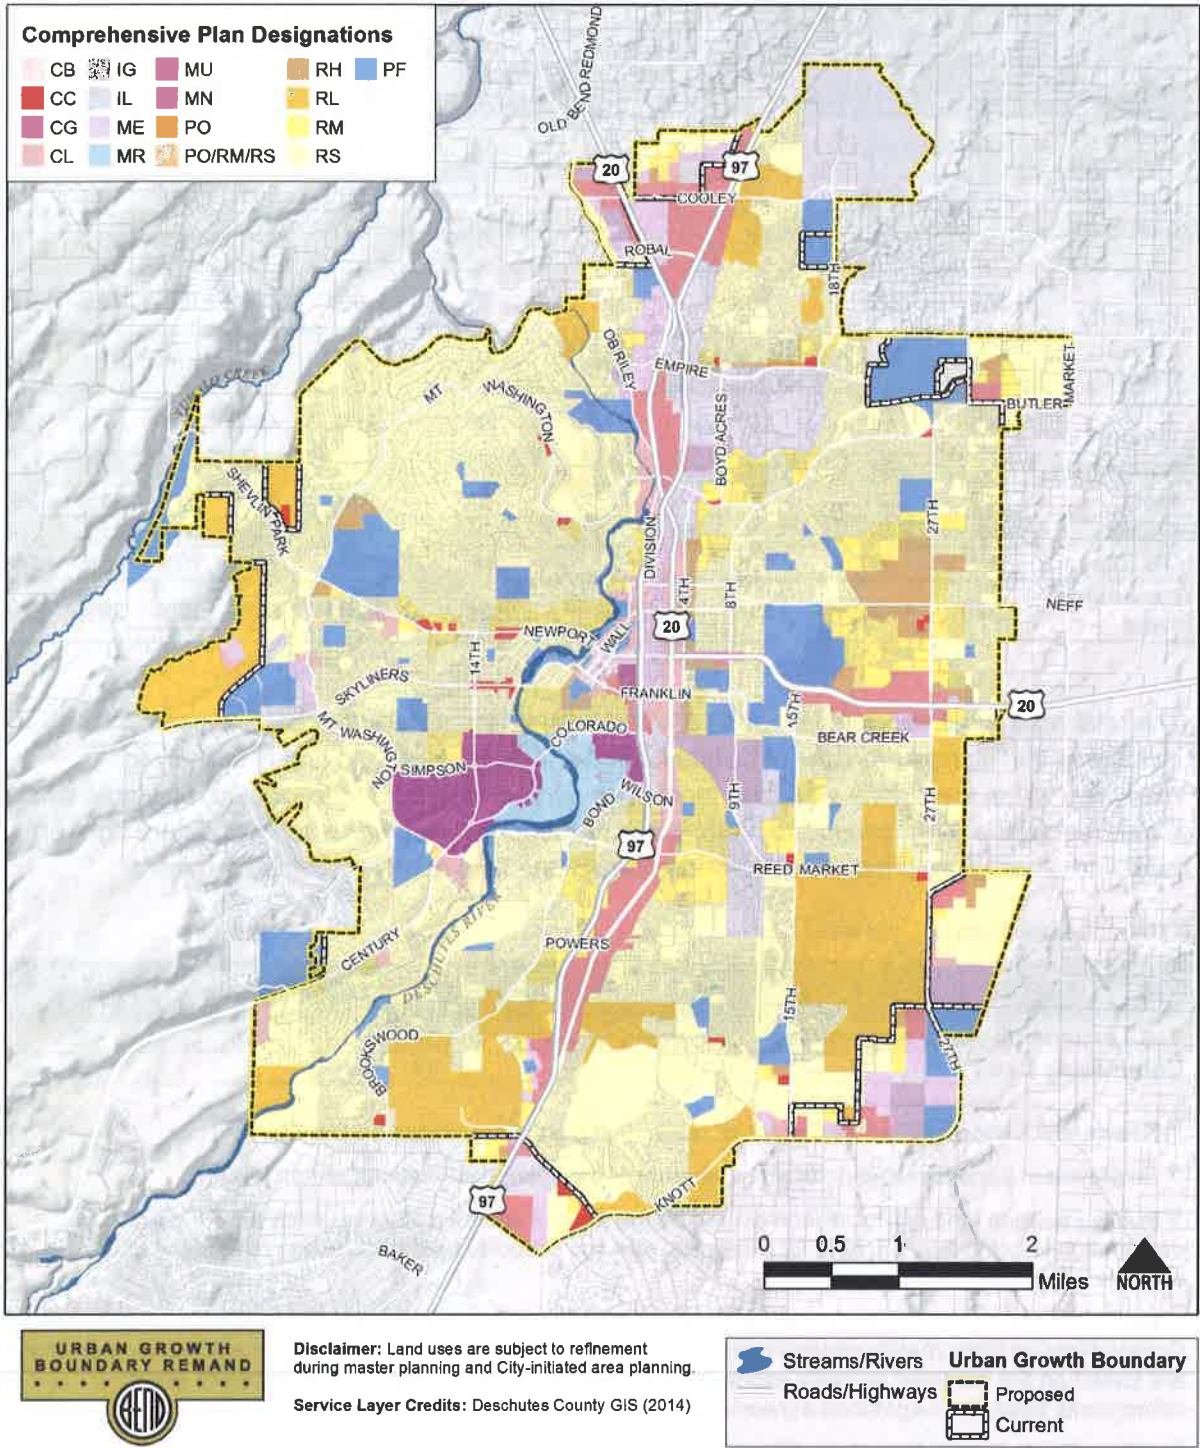 Comprehensive Plan Designations
CB IG MU RH PF
CC IL MN RL
CG ME PO RM
CL MR PO/RM/RS RS
OLD BEND REDMOND
20
97
COOLEY
ROBAL
18TH
OB RILEY
EMPIRE
MT WASHINGTON
BOYD ACRES
BUTLER MARKET
SHEVLIN PARK
27TH
DIVISION
4TH
8TH
NEFF
NEWPORT
WALL
20
14TH
SKYLINERS
FRANKLIN
15TH
20
MT WASHINGTON
COLORADO
BEAR CREEK
SIMPSON
BOND
WILSON
9TH
27TH
97
REED MARKET
CENTURY
DESCHUTES RIVER
POWERS
15TH
BROOKSWOOD
27TH
KNOTT
97
BAKER
0 0.5 1 2
Miles
NORTH
URBAN GROWTH
BOUNDARY REMAND
BEND
Disclaimer: Land uses are subject to refinement
during master planning and City-initiated area planning.
Service Layer Credits: Deschutes County GIS (2014)
Streams/Rivers
Roads/Highways
Urban Growth Boundary
Proposed
Current